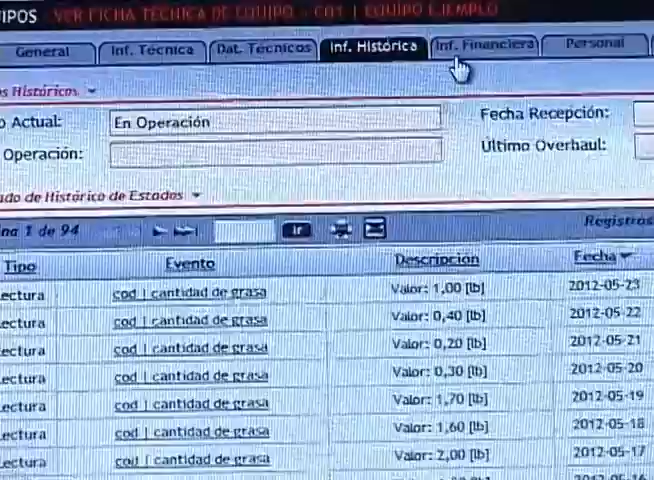 IPOS VER FICHA TÉCNICA DE EQUIPO - C01 | EQUIPO EJEMPLO
General Inf. Técnica Dat. Técnicos Inf. Histórica Inf. Financiera Personal
os Históricos
o Actual: En Operación Fecha Recepción:
Operación: Último Overhaul:
ado de Histórico de Estados
na 1 de 94 Ir Registros
Tipo Evento Descripción Fecha
ectura cod | cantidad de grasa Valor: 1,00 [lb] 2012-05-23
ectura cod | cantidad de grasa Valor: 0,40 [lb] 2012-05-22
ectura cod | cantidad de grasa Valor: 0,20 [lb] 2012-05-21
ectura cod | cantidad de grasa Valor: 0,30 [lb] 2012-05-20
ectura cod | cantidad de grasa Valor: 1,70 [lb] 2012-05-19
ectura cod | cantidad de grasa Valor: 1,60 [lb] 2012-05-18
ectura cod | cantidad de grasa Valor: 2,00 [lb] 2012-05-17
2012-05-16